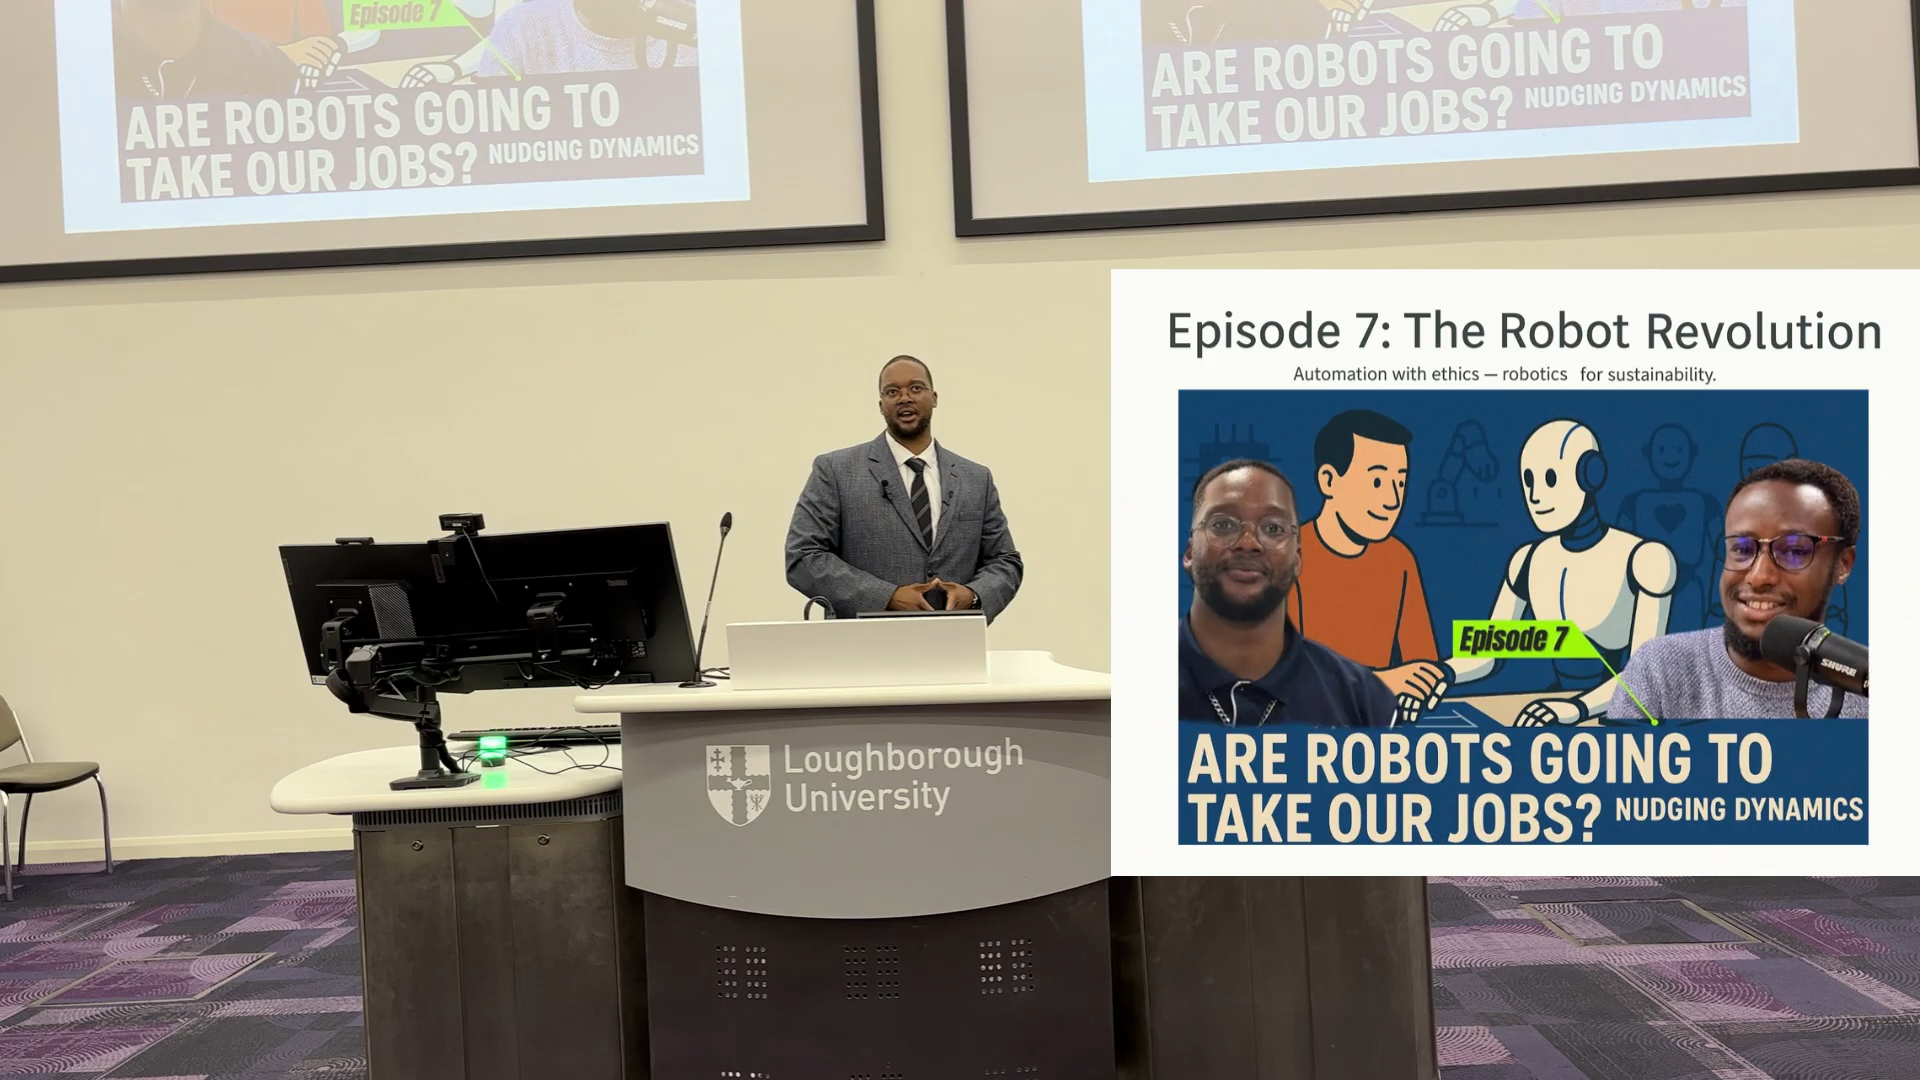 Episode 7
ARE ROBOTS GOING TO
TAKE OUR JOBS? NUDGING DYNAMICS
Episode 7
ARE ROBOTS GOING TO
TAKE OUR JOBS? NUDGING DYNAMICS
Episode 7: The Robot Revolution
Automation with ethics — robotics for sustainability.
Episode 7
SHURE
ARE ROBOTS GOING TO
TAKE OUR JOBS? NUDGING DYNAMICS
Loughborough
University